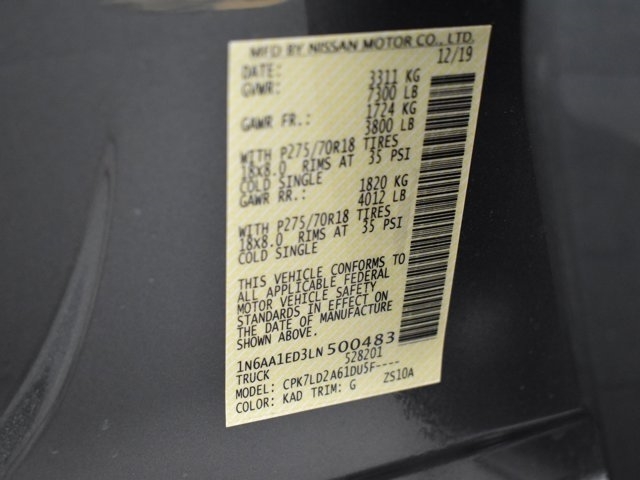 MFD BY NISSAN MOTOR CO., LTD.
DATE: 12/19
GVWR: 3311 KG
7300 LB
GAWR FR.: 1724 KG
3800 LB
WITH P275/70R18 TIRES
18x8.0 RIMS AT 35 PSI
COLD SINGLE
GAWR RR.: 1820 KG
4012 LB
WITH P275/70R18 TIRES
18x8.0 RIMS AT 35 PSI
COLD SINGLE
THIS VEHICLE CONFORMS TO
ALL APPLICABLE FEDERAL
MOTOR VEHICLE SAFETY
STANDARDS IN EFFECT ON
THE DATE OF MANUFACTURE
SHOWN ABOVE.
1N6AA1ED3LN500483
TRUCK 528201
MODEL: CPK7LD2A61DU5F----
COLOR: KAD TRIM: G ZS10A